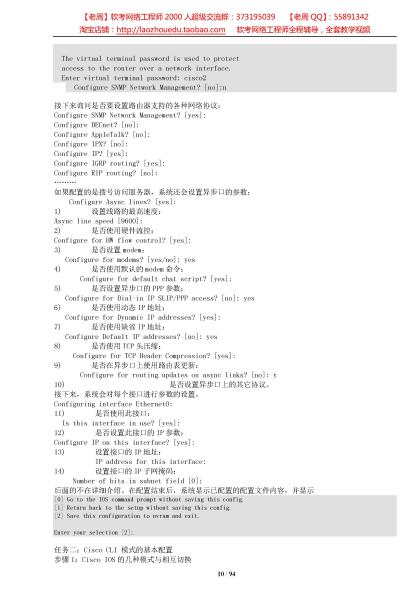 【老周】软考网络工程师 2000 人超级交流群：373195039 【老周 QQ】：55891342
淘宝店铺：http://laozhouedu.taobao.com 软考网络工程师全程辅导，全套教学视频
The virtual terminal password is used to protect
access to the router over a network interface.
Enter virtual terminal password: cisco2
Configure SNMP Network Management? [no]:n
接下来询问是否要设置路由器支持的各种网络协议：
Configure SNMP Network Management? [yes]:
Configure DECnet? [no]:
Configure AppleTalk? [no]:
Configure IPX? [no]:
Configure IP? [yes]:
Configure IGRP routing? [yes]:
Configure RIP routing? [no]:
………
如果配置的是拨号访问服务器，系统还会设置异步口的参数：
Configure Async lines? [yes]:
1) 设置线路的最高速度：
Async line speed [9600]:
2) 是否使用硬件流控：
Configure for HW flow control? [yes]:
3) 是否设置 modem：
Configure for modems? [yes/no]: yes
4) 是否使用默认的 modem 命令：
Configure for default chat script? [yes]:
5) 是否设置异步口的 PPP 参数：
Configure for Dial-in IP SLIP/PPP access? [no]: yes
6) 是否使用动态 IP 地址：
Configure for Dynamic IP addresses? [yes]:
7) 是否使用缺省 IP 地址：
Configure Default IP addresses? [no]: yes
8) 是否使用 TCP 头压缩：
Configure for TCP Header Compression? [yes]:
9) 是否在异步口上使用路由表更新：
Configure for routing updates on async links? [no]: y
10) 是否设置异步口上的其它协议。
接下来，系统会对每个接口进行参数的设置。
Configuring interface Ethernet0:
11) 是否使用此接口：
Is this interface in use? [yes]:
12) 是否设置此接口的 IP 参数：
Configure IP on this interface? [yes]:
13) 设置接口的 IP 地址：
IP address for this interface:
14) 设置接口的 IP 子网掩码：
Number of bits in subnet field [0]:
后面的不在详细介绍。在配置结束后，系统显示已配置的配置文件内容，并显示
[0] Go to the IOS command prompt without saving this config.
[1] Return back to the setup without saving this config.
[2] Save this configuration to nvram and exit.
Enter your selection [2]:
任务二：Cisco CLI 模式的基本配置
步骤 1：Cisco IOS 的几种模式与相互切换
10 / 94